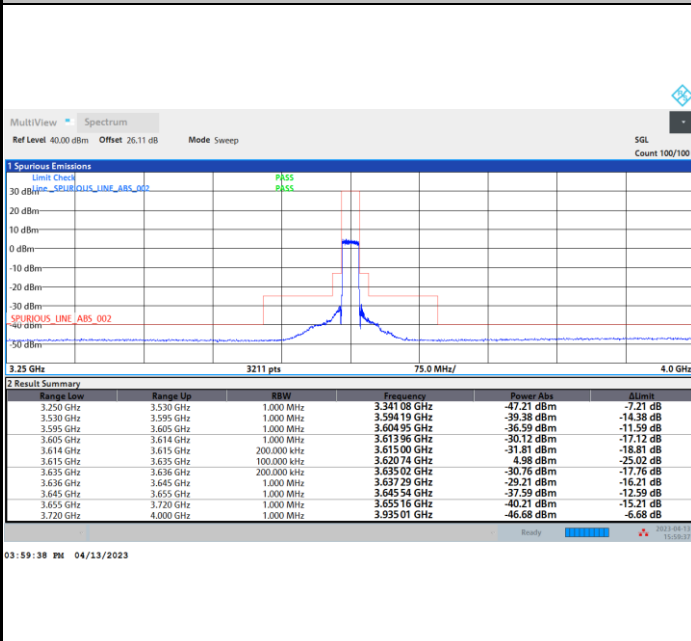 MultiView Spectrum
Ref Level 40.00 dBm Offset 26.11 dB Mode Sweep SGL
Count 100/100
1 Spurious Emissions
Limit Check PASS
Line _SPURIOUS_LINE_ABS_002 PASS
30 dBm
20 dBm
10 dBm
0 dBm
-10 dBm
-20 dBm
-30 dBm
_SPURIOUS_LINE_ABS_002
-40 dBm
-50 dBm
3.25 GHz 3211 pts 75.0 MHz/ 4.0 GHz
2 Result Summary
Range Low Range Up RBW Frequency Power Abs ΔLimit
3.250 GHz 3.530 GHz 1.000 MHz 3.341 08 GHz -47.21 dBm -7.21 dB
3.530 GHz 3.595 GHz 1.000 MHz 3.594 19 GHz -39.38 dBm -14.38 dB
3.595 GHz 3.605 GHz 1.000 MHz 3.604 95 GHz -36.59 dBm -11.59 dB
3.605 GHz 3.614 GHz 1.000 MHz 3.613 96 GHz -30.12 dBm -17.12 dB
3.614 GHz 3.615 GHz 200.000 kHz 3.615 00 GHz -31.81 dBm -18.81 dB
3.615 GHz 3.635 GHz 100.000 kHz 3.620 74 GHz 4.98 dBm -25.02 dB
3.635 GHz 3.636 GHz 200.000 kHz 3.635 02 GHz -30.76 dBm -17.76 dB
3.636 GHz 3.645 GHz 1.000 MHz 3.637 29 GHz -29.21 dBm -16.21 dB
3.645 GHz 3.655 GHz 1.000 MHz 3.645 54 GHz -37.59 dBm -12.59 dB
3.655 GHz 3.720 GHz 1.000 MHz 3.655 16 GHz -40.21 dBm -15.21 dB
3.720 GHz 4.000 GHz 1.000 MHz 3.935 01 GHz -46.68 dBm -6.68 dB
Ready 2023-04-13
15:59:37
03:59:38 PM 04/13/2023